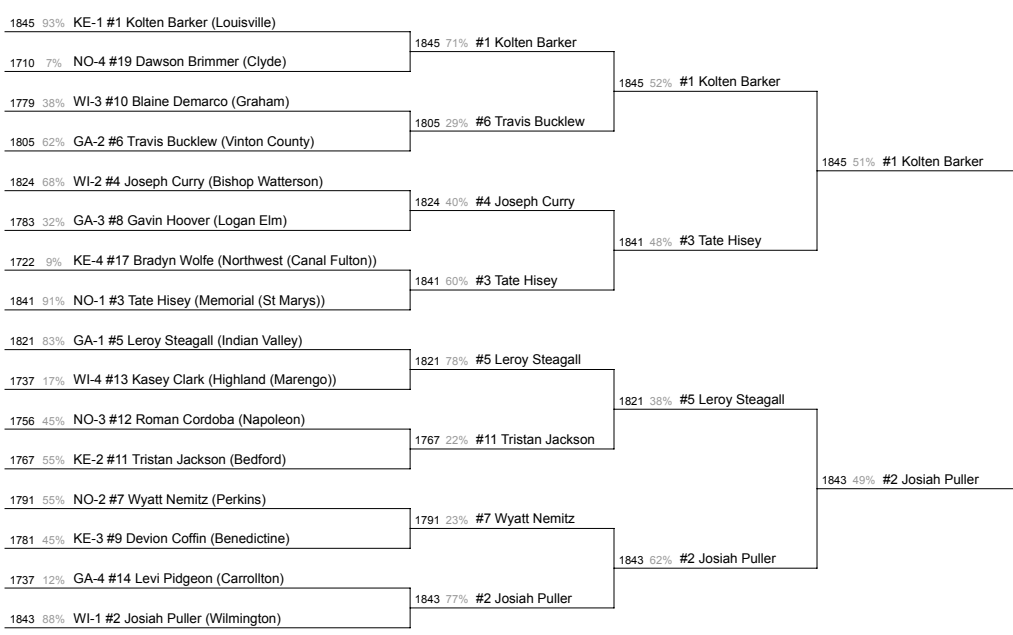 1845 93% KE-1 #1 Kolten Barker (Louisville)
1845 71% #1 Kolten Barker
1710 7% NO-4 #19 Dawson Brimmer (Clyde)
1845 52% #1 Kolten Barker
1779 38% WI-3 #10 Blaine Demarco (Graham)
1805 29% #6 Travis Bucklew
1805 62% GA-2 #6 Travis Bucklew (Vinton County)
1845 51% #1 Kolten Barker
1824 68% WI-2 #4 Joseph Curry (Bishop Watterson)
1824 40% #4 Joseph Curry
1783 32% GA-3 #8 Gavin Hoover (Logan Elm)
1841 48% #3 Tate Hisey
1722 9% KE-4 #17 Bradyn Wolfe (Northwest (Canal Fulton))
1841 60% #3 Tate Hisey
1841 91% NO-1 #3 Tate Hisey (Memorial (St Marys))
1821 83% GA-1 #5 Leroy Steagall (Indian Valley)
1821 78% #5 Leroy Steagall
1737 17% WI-4 #13 Kasey Clark (Highland (Marengo))
1821 38% #5 Leroy Steagall
1756 45% NO-3 #12 Roman Cordoba (Napoleon)
1767 22% #11 Tristan Jackson
1767 55% KE-2 #11 Tristan Jackson (Bedford)
1843 49% #2 Josiah Puller
1791 55% NO-2 #7 Wyatt Nemitz (Perkins)
1791 23% #7 Wyatt Nemitz
1781 45% KE-3 #9 Devion Coffin (Benedictine)
1843 62% #2 Josiah Puller
1737 12% GA-4 #14 Levi Pidgeon (Carrollton)
1843 77% #2 Josiah Puller
1843 88% WI-1 #2 Josiah Puller (Wilmington)